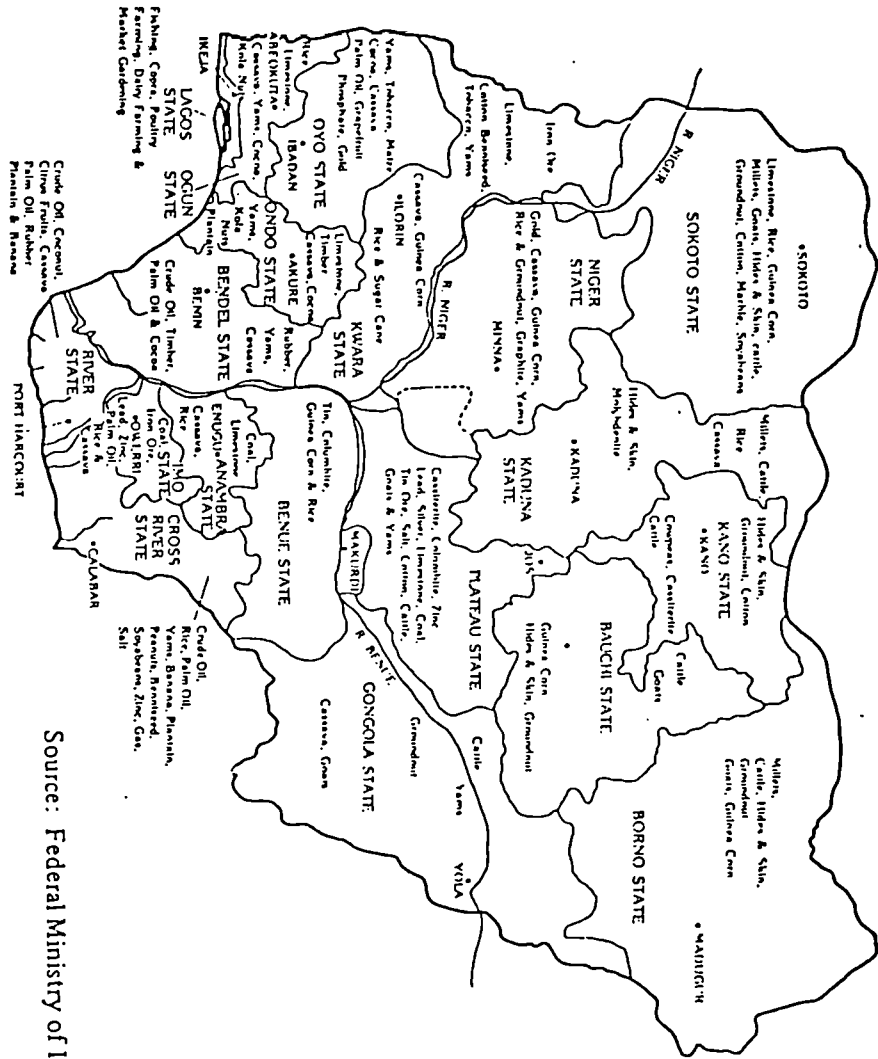 SOKOTO
Limestone, Rice, Guinea Corn,
Millets, Goats, Hides & Skin, cattle,
Groundnut, Cotton, Marble, Soyabeans
SOKOTO STATE
R NIGER
Millets, Cattle,
Rice
Cassava
Hides & Skin,
Groundnut, Cotton
KANO STATE
KANO
Cowpeas, Cassiterite
Cattle
Cattle
Goats
Millets,
Cattle, Hides & Skin,
Groundnut
Goats, Guinea Corn
MADUGUR
BORNO STATE
BAUCHI STATE
Guinea Corn
Hides & Skin, Groundnut
Hides & Skin,
KADUNA
KADUNA
STATE
JOS
NIGER
STATE
Gold, Cassava, Guinea Corn,
Rice & Groundnut, Graphite, Yams
MINNA
Iron Ore
Limestone,
Cotton Benniseed,
Tobacco, Yams
R. NIGER
Cassava, Guinea Corn
ILORIN
Rice & Sugar Cane
KWARA
STATE
Cassiterite, Columbite, Zinc
Lead, Silver, Limestone, Coal,
Tin Ore, Salt, Cotton, Cattle,
Goats & Yams
PLATEAU STATE
Cattle
Yams
YOLA
Groundnut
R. BENUE
GONGOLA STATE
Cassava, Goats
MAKURDI
Tin, Columbite,
Guinea Corn & Rice
BENUE STATE
Yams, Tobacco, Maize
Cocoa, Cassava
Palm Oil, Grapefruit
Phosphate, Gold
OYO STATE
IBADAN
Rice
Limestone,
ABEOKUTA
Cassava, Yams, Cocoa,
Kola Nut
Limestone,
Timber
Cassava, Cocoa
AKURE
ONDO STATE
Yams,
Kola
Nuts
Plantain
Rubber,
Yams,
Cassava
BENDEL STATE
BENIN
Crude Oil, Timber,
Palm Oil & Cocoa
OGUN
STATE
LAGOS
STATE
IKEJA
Fishing, Copra, Poultry
Farming, Dairy Farming &
Market Gardening
Coal,
Limestone
ANAMBRA
STATE
ENUGU
Cassava,
Rice
IMO
STATE
Coal,
Iron Ore,
OWERRI
Lead, Zinc,
Palm Oil,
Rice &
Cassava
CROSS
RIVER
STATE
CALABAR
Crude Oil,
Rice, Palm Oil,
Yams, Banana, Plantain,
Peanuts, Benniseed,
Soyabeans, Zinc, Gas,
Salt
RIVER
STATE
PORT HARCOURT
Crude Oil, Coconut,
Citrus Fruits, Cassava
Palm Oil, Rubber
Plantain & Banana
Source: Federal Ministry of I